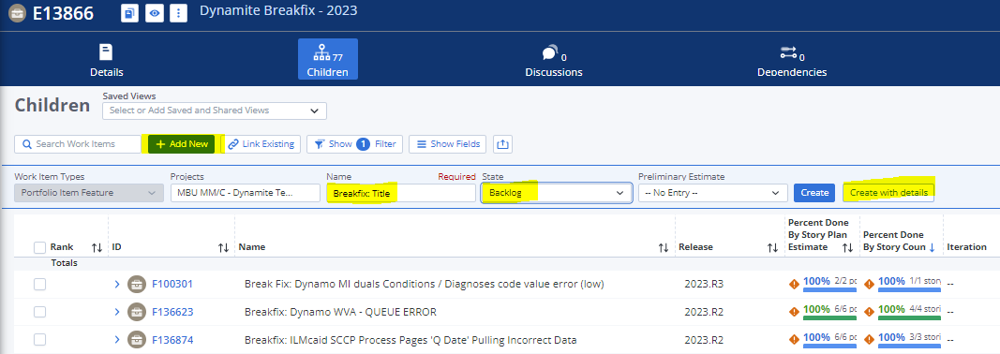 E13866
Dynamite Breakfix - 2023
Details
77
Children
0
Discussions
0
Dependencies
Children
Saved Views
Select or Add Saved and Shared Views
Search Work Items
+ Add New
Link Existing
Show 1 Filter
Show Fields
Work Item Types
Projects
Name
Required
State
Preliminary Estimate
Portfolio Item Feature
MBU MM/C - Dynamite Te...
Breakfix: Title
Backlog
-- No Entry --
Create
Create with details
Rank
ID
Name
Release
Percent Done
By Story Plan
Estimate
Percent Done
By Story Coun
Iteration
Totals
F100301
Break Fix: Dynamo MI duals Conditions / Diagnoses code value error (low)
2023.R3
100% 2/2 pc
100% 1/1 stori
--
F136623
Breakfix: Dynamo WVA - QUEUE ERROR
2023.R2
100% 6/6 pc
100% 4/4 stori
--
F136874
Breakfix: ILMcaid SCCP Process Pages 'Q Date' Pulling Incorrect Data
2023.R2
100% 6/6 pc
100% 3/3 stori
--